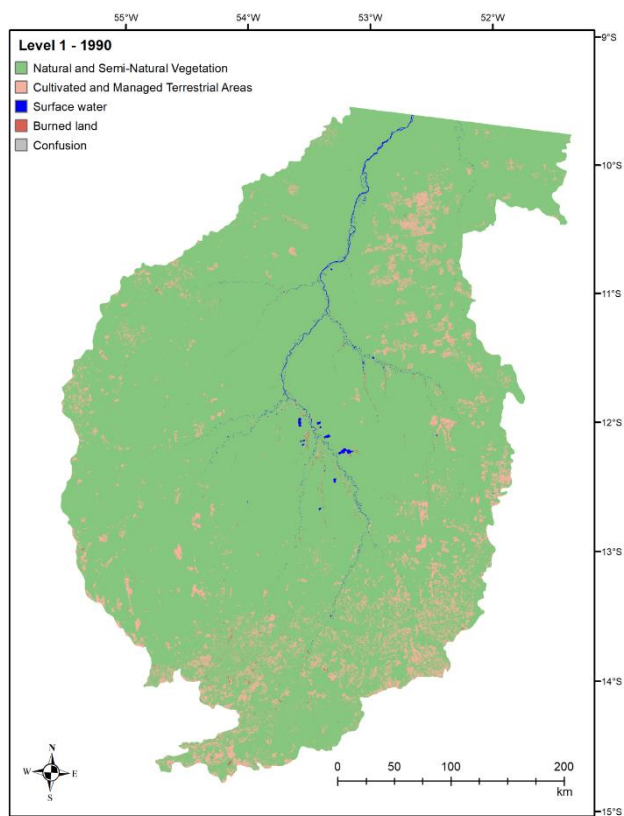 55°W 54°W 53°W 52°W
9°S
Level 1 - 1990
Natural and Semi-Natural Vegetation
Cultivated and Managed Terrestrial Areas
Surface water
Burned land
Confusion
10°S
11°S
12°S
13°S
14°S
N
W E
S
0 50 100 200
km
15°S